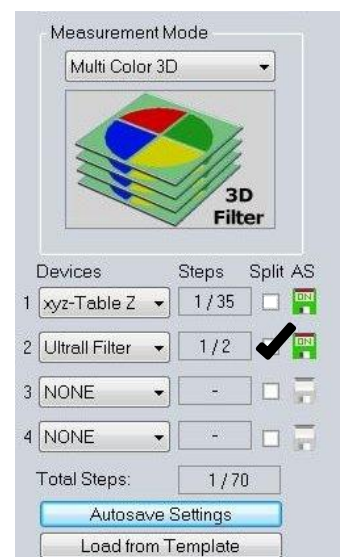 Measurement Mode
Multi Color 3D
3D
Filter
Devices Steps Split AS
1 xyz-Table Z 1 / 35 ON
2 Ultrall Filter 1 / 2 ON
3 NONE -
4 NONE -
Total Steps: 1 / 70
Autosave Settings
Load from Template